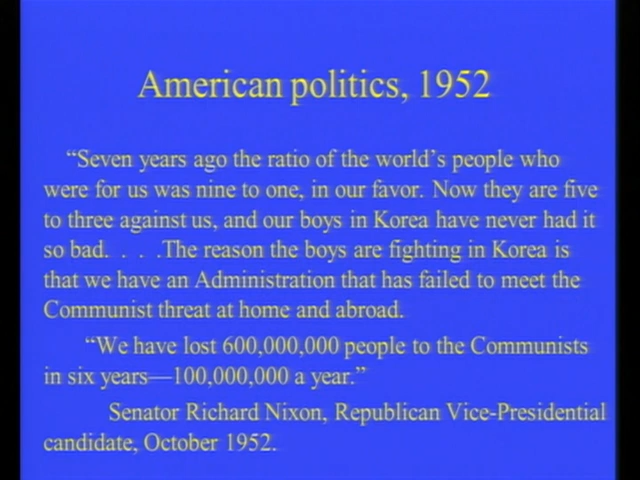 American politics, 1952
“Seven years ago the ratio of the world’s people who
were for us was nine to one, in our favor. Now they are five
to three against us, and our boys in Korea have never had it
so bad. . . .The reason the boys are fighting in Korea is
that we have an Administration that has failed to meet the
Communist threat at home and abroad.
“We have lost 600,000,000 people to the Communists
in six years—100,000,000 a year.”
Senator Richard Nixon, Republican Vice-Presidential
candidate, October 1952.